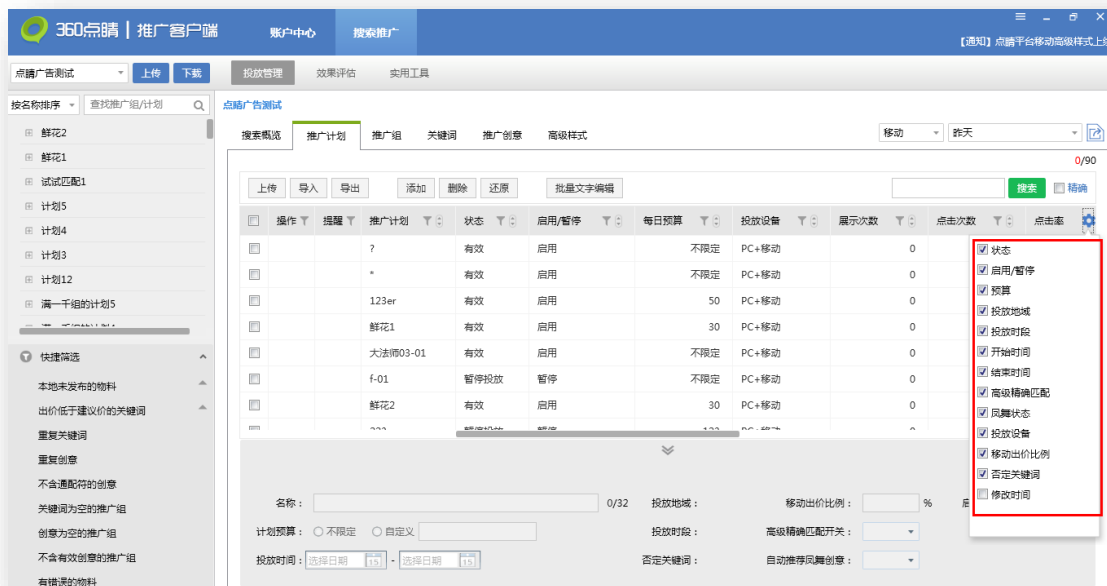 360点睛 | 推广客户端
账户中心 搜索推广
【通知】点睛平台移动高级样式上线
点睛广告测试 上传 下载 投放管理 效果评估 实用工具
按名称排序 查找推广组/计划
点睛广告测试
搜索概览 推广计划 推广组 关键词 推广创意 高级样式 移动 昨天
0/90
上传 导入 导出 添加 删除 还原 批量文字编辑 搜索 精确
操作 提醒 推广计划 状态 启用/暂停 每日预算 投放设备 展示次数 点击次数 点击率
? 有效 启用 不限定 PC+移动 0
* 有效 启用 不限定 PC+移动 0
123er 有效 启用 50 PC+移动 0
鲜花1 有效 启用 30 PC+移动 0
大法师03-01 有效 启用 不限定 PC+移动 0
f-01 暂停投放 暂停 不限定 PC+移动 0
鲜花2 有效 启用 30 PC+移动 0
状态
启用/暂停
预算
投放地域
投放时段
开始时间
结束时间
高级精确匹配
凤舞状态
投放设备
移动出价比例
否定关键词
修改时间
鲜花2
鲜花1
试试匹配1
计划5
计划4
计划3
计划12
满一千组的计划5
快捷筛选
本地未发布的物料
出价低于建议价的关键词
重复关键词
重复创意
不含通配符的创意
关键词为空的推广组
创意为空的推广组
不含有效创意的推广组
有错误的物料
名称： 0/32 投放地域： 移动出价比例： %
计划预算： 不限定 自定义 投放时段： 高级精确匹配开关：
投放时间： 选择日期 15 - 选择日期 15 否定关键词： 自动推荐凤舞创意：